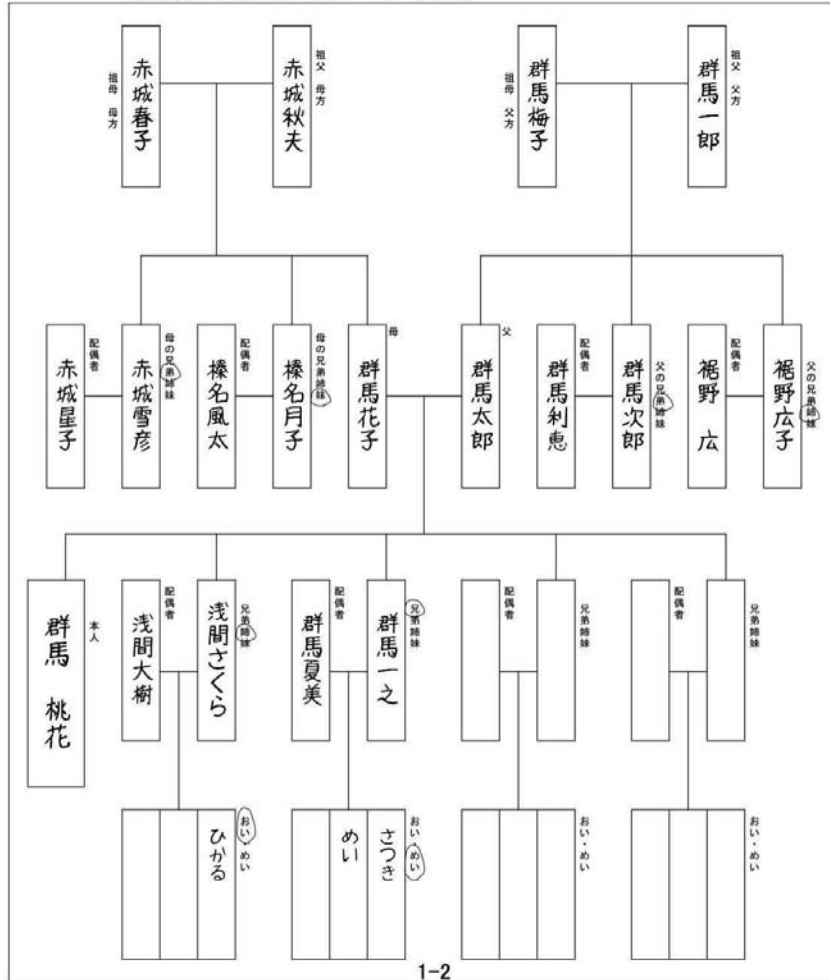 祖父 父方
群馬一郎
祖母 父方
群馬梅子
祖父 母方
赤城秋夫
祖母 母方
赤城春子
父の兄弟姉妹
裾野広子
配偶者
裾野 広
父の兄弟姉妹
群馬次郎
配偶者
群馬利恵
父
群馬太郎
母
群馬花子
母の兄弟姉妹
榛名月子
配偶者
榛名風太
母の兄弟姉妹
赤城雪彦
配偶者
赤城星子
兄弟姉妹
配偶者
兄弟姉妹
配偶者
兄弟姉妹
群馬一之
配偶者
群馬夏美
兄弟姉妹
浅間さくら
配偶者
浅間大樹
本人
群馬 桃花
おい・めい
おい・めい
おい・めい
さつき
めい
おい・めい
ひかる
1-2